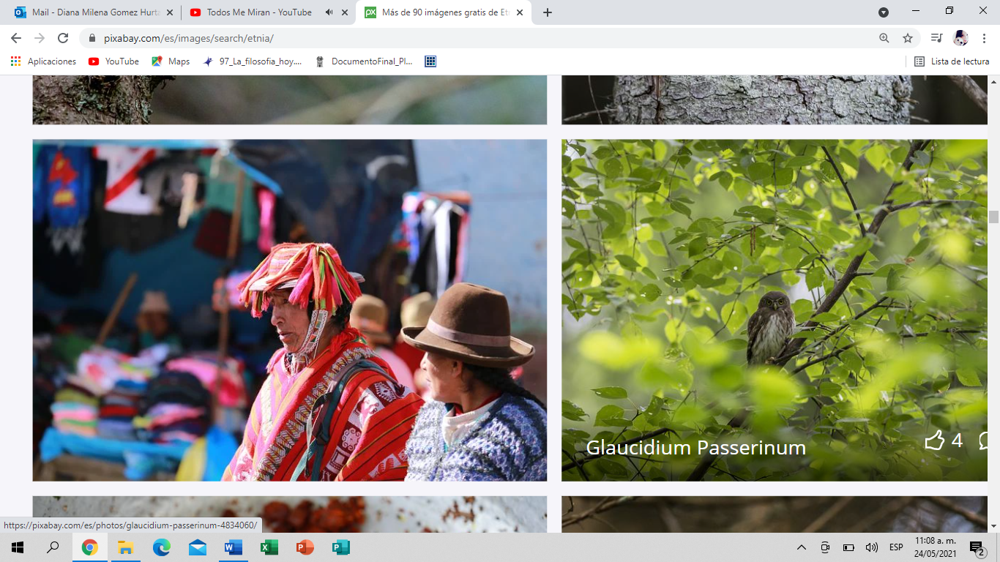 Mail - Diana Milena Gomez Hurta
Todos Me Miran - YouTube
Más de 90 imágenes gratis de Et
pixabay.com/es/images/search/etnia/
Aplicaciones
YouTube
Maps
97_La_filosofia_hoy....
DocumentoFinal_Pl...
Lista de lectura
Glaucidium Passerinum
4
https://pixabay.com/es/photos/glaucidium-passerinum-4834060/
ESP
11:08 a. m.
24/05/2021
2